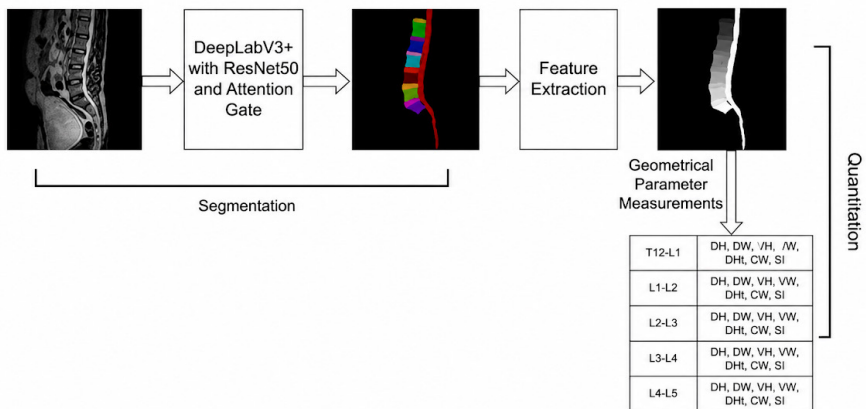 DeepLabV3+
with ResNet50
and Attention
Gate
Feature
Extraction
Segmentation
Geometrical
Parameter
Measurements
Quantitation
T12-L1
DH, DW, VH,
DHt, CW, SI
L1-L2
DH, DW, VH, VW,
DHt, CW, SI
L2-L3
DH, DW, VH, VW,
DHt, CW, SI
L3-L4
DH, DW, VH, VW,
DHt, CW, SI
L4-L5
DH, DW, VH, VW,
DHt, CW, SI